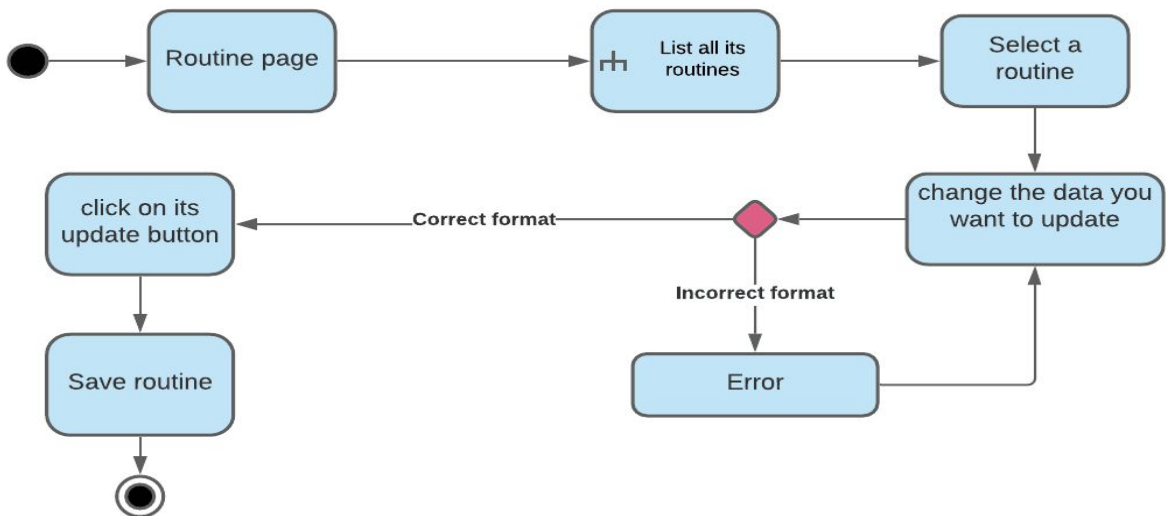 Routine page
List all its
routines
Select a
routine
change the data you
want to update
Correct format
click on its
update button
Incorrect format
Error
Save routine